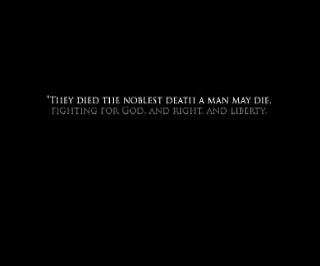 "They died the noblest death a man may die,
fighting for God, and right, and liberty,